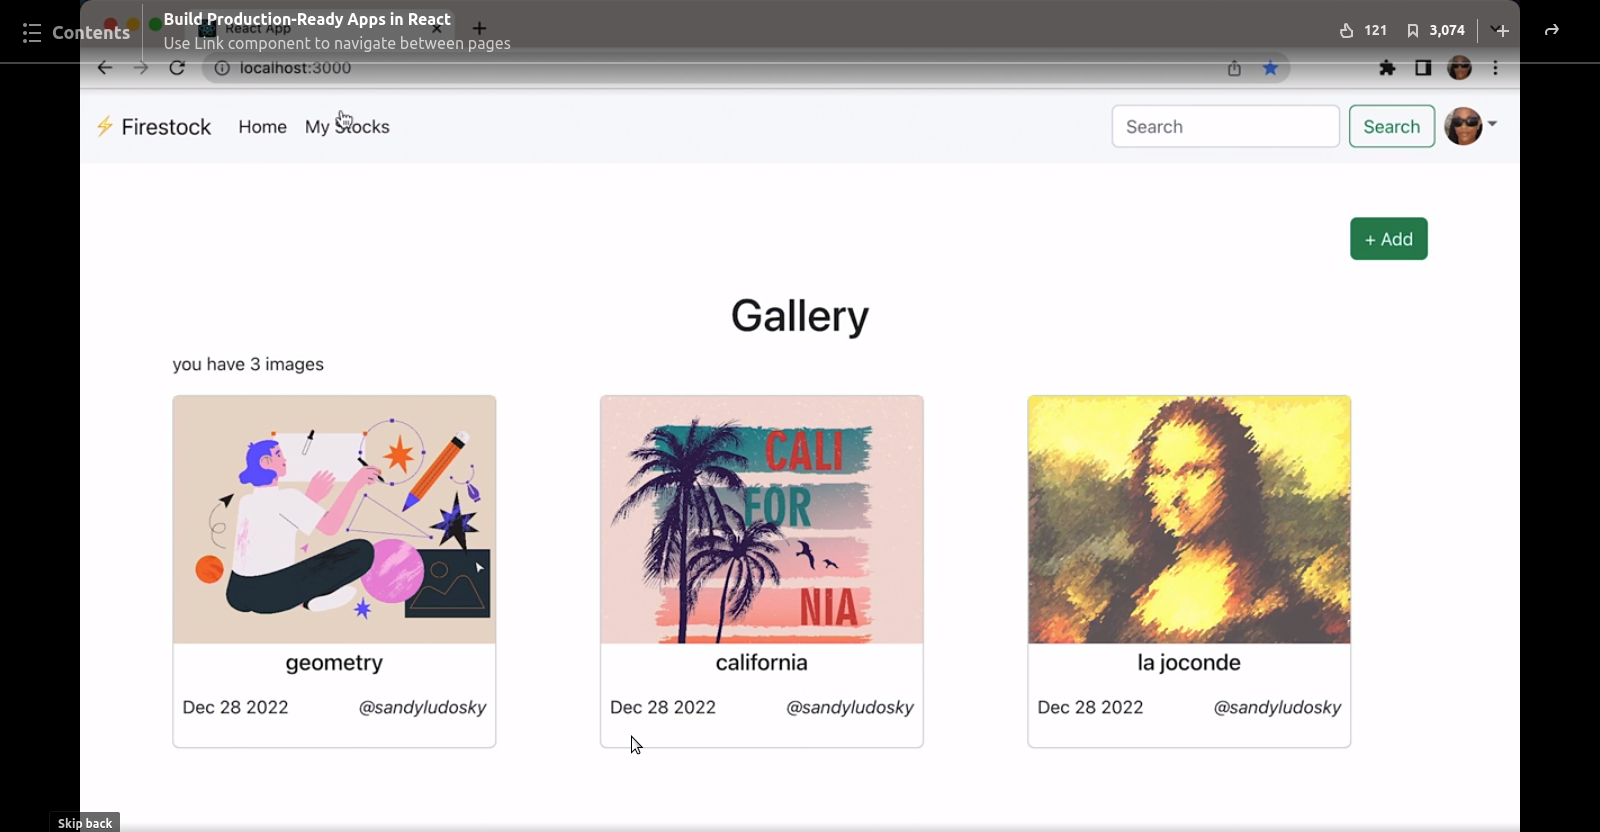 Contents
Build Production-Ready Apps in React
Use Link component to navigate between pages
121
3,074
React App
localhost:3000
Firestock
Home
My Stocks
Search
Search
+ Add
Gallery
you have 3 images
CALI
FOR
NIA
geometry
california
la joconde
Dec 28 2022
@sandyludosky
Dec 28 2022
@sandyludosky
Dec 28 2022
@sandyludosky
Skip back